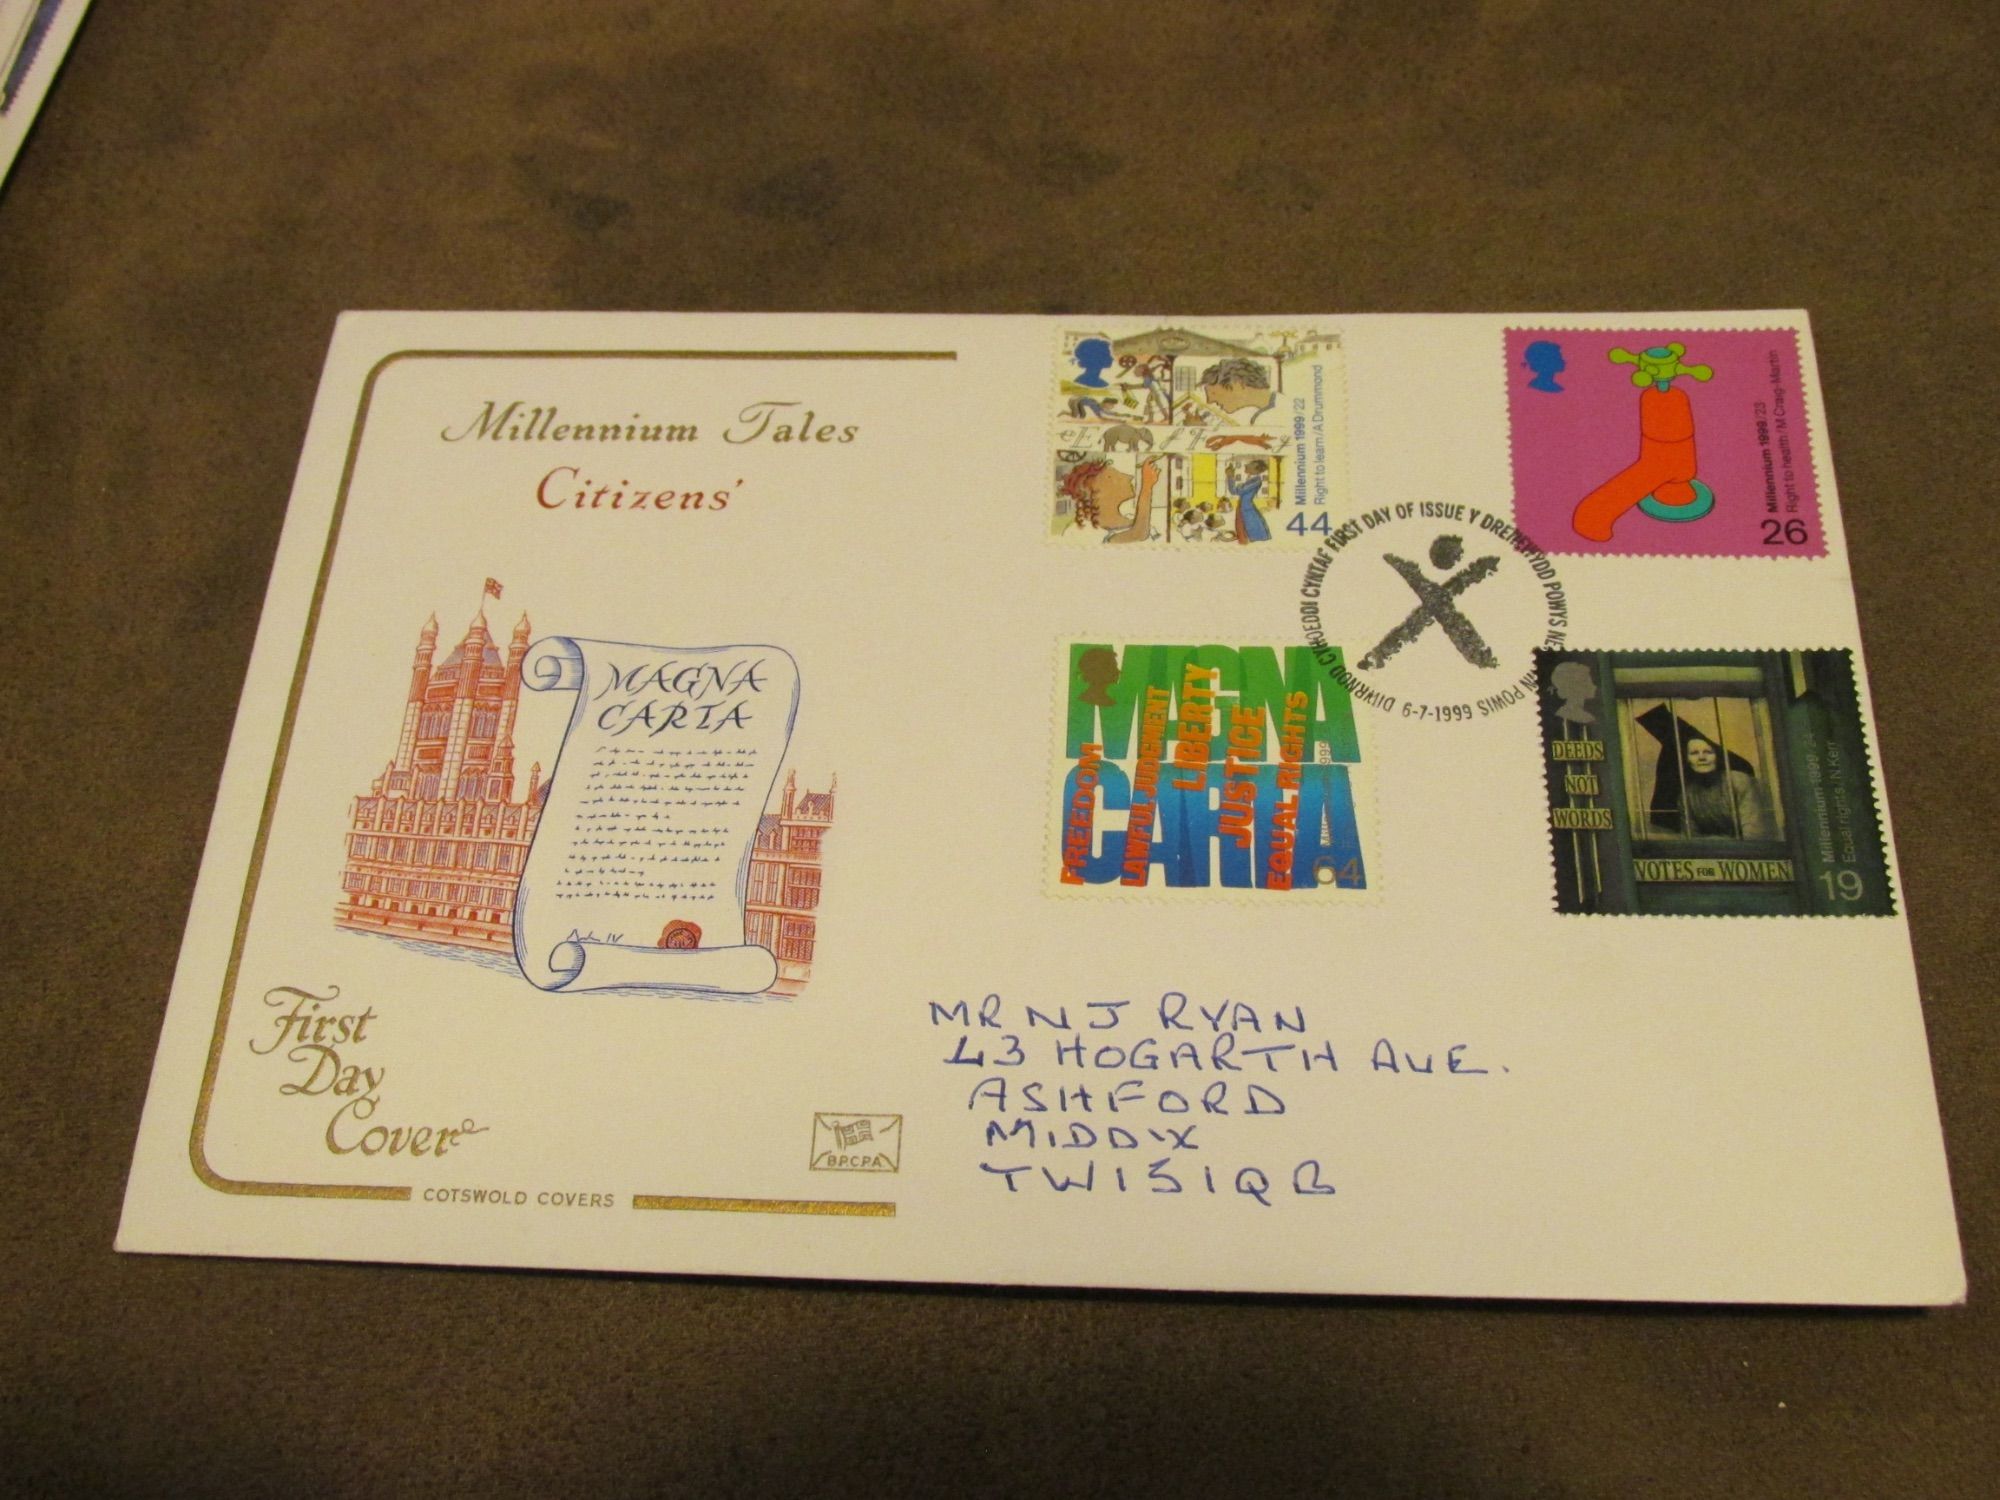 Millennium Tales
Citizens'
MAGNA
CARTA
First
Day
Cover
COTSWOLD COVERS
B.P.C.P.A
Millennium 1999/22
Right to learn/A Drummond
44
Millennium 1999/23
Right to health/M Craig-Martin
26
DIWRNOD CYHOEDDI CYNTAF FIRST DAY OF ISSUE Y DRENEWYDD POWYS
POWIS 6-7-1999
MAGNA
CARTA
FREEDOM
LAWFUL JUDGMENT
LIBERTY
JUSTICE
EQUAL RIGHTS
64
DEEDS
NOT
WORDS
VOTES FOR WOMEN
Millennium 1999/24
Equal rights/N Kerr
19
MR N J RYAN
43 HOGARTH AVE.
ASHFORD
MIDD'X
TW15 1QB